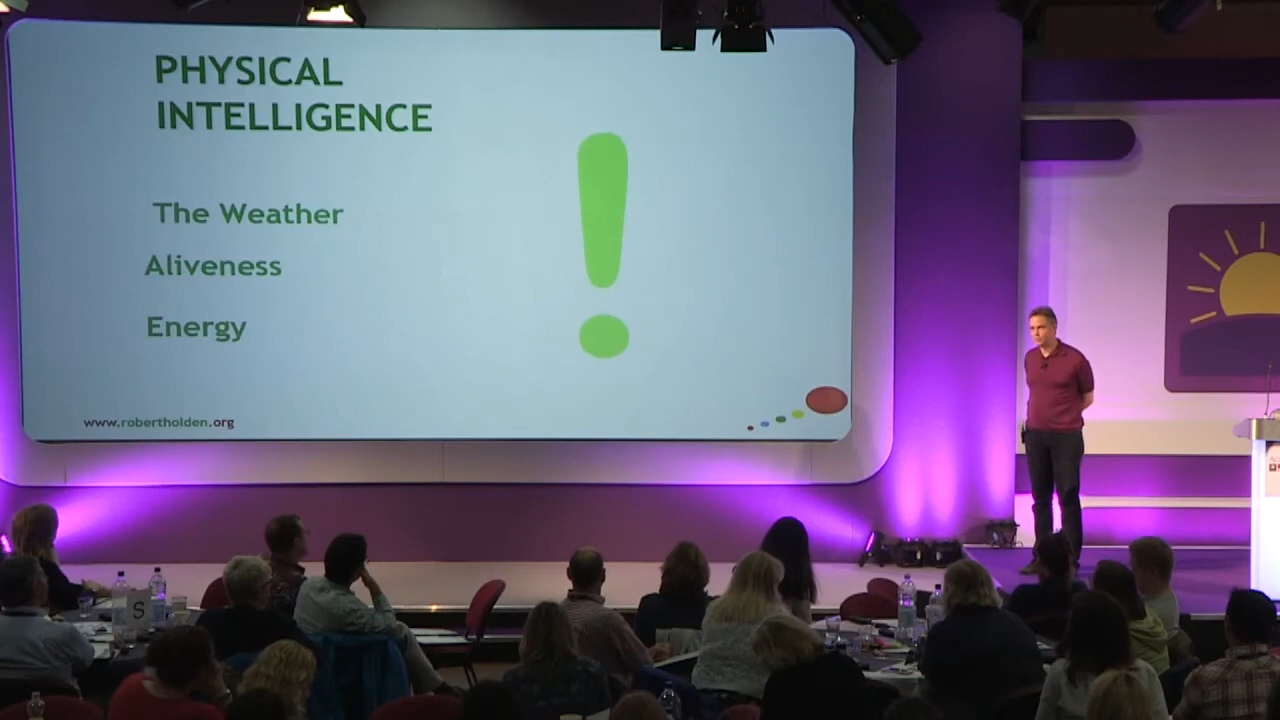 PHYSICAL
INTELLIGENCE
The Weather
Aliveness
Energy
!
www.robertholden.org
S